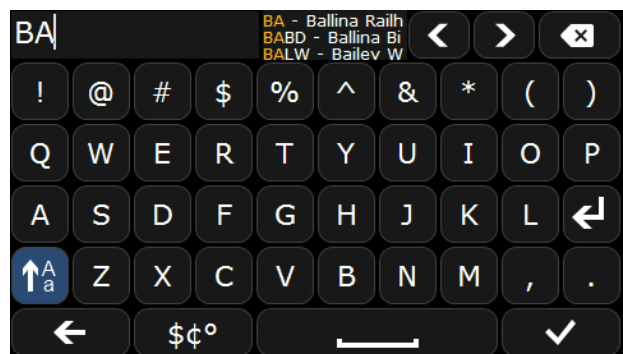 BA
BA - Ballina Railh
BABD - Ballina Bi
BALW - Bailey W
! @ # $ % ^ & * ( )
Q W E R T Y U I O P
A S D F G H J K L
A
a Z X C V B N M , .
$¢°